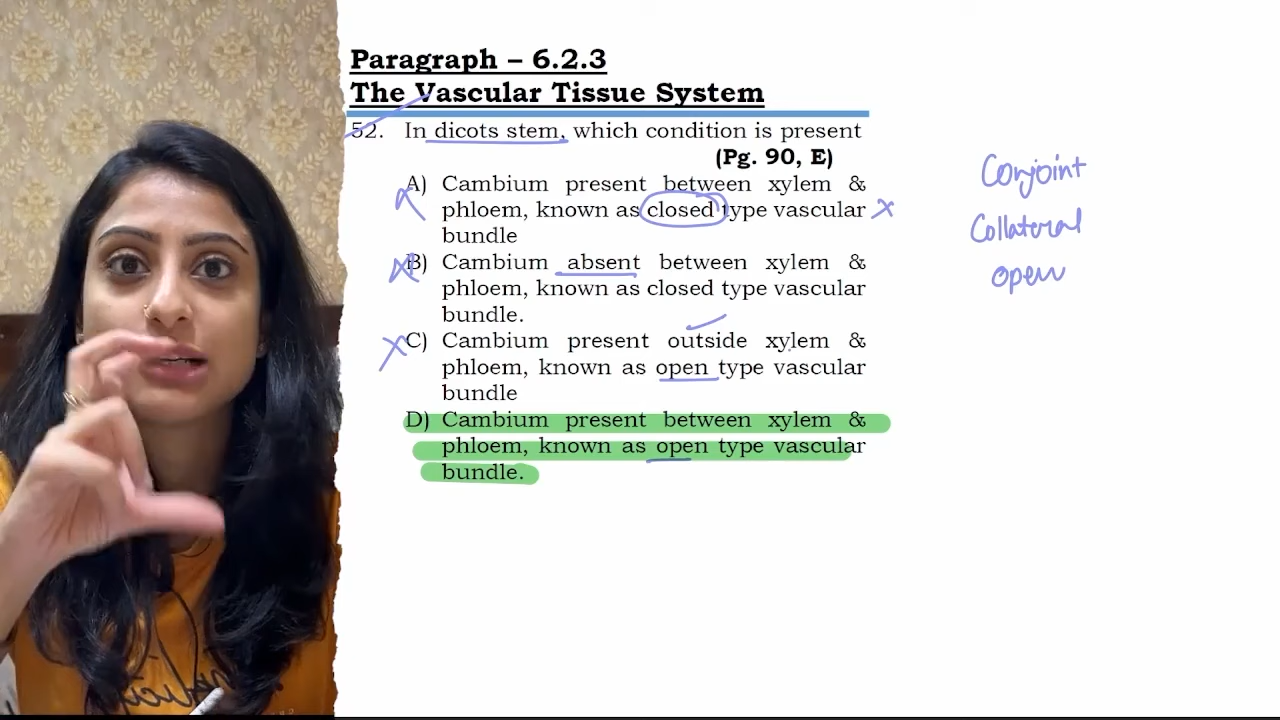 Paragraph – 6.2.3
The Vascular Tissue System
52. In dicots stem, which condition is present
(Pg. 90, E)
A) Cambium present between xylem &
phloem, known as closed type vascular
bundle
B) Cambium absent between xylem &
phloem, known as closed type vascular
bundle.
C) Cambium present outside xylem &
phloem, known as open type vascular
bundle
D) Cambium present between xylem &
phloem, known as open type vascular
bundle.
Conjoint
Collateral
open